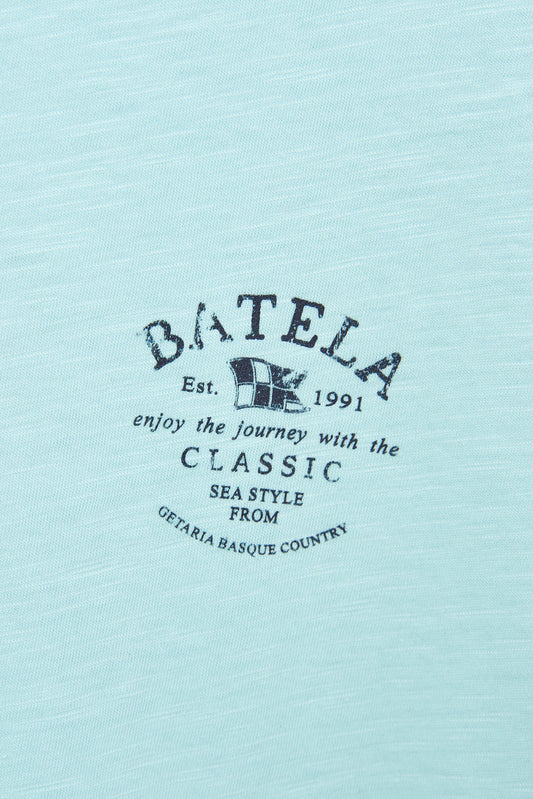 BATELA
Est. 1991
enjoy the journey with the
CLASSIC
SEA STYLE
FROM
GETARIA BASQUE COUNTRY